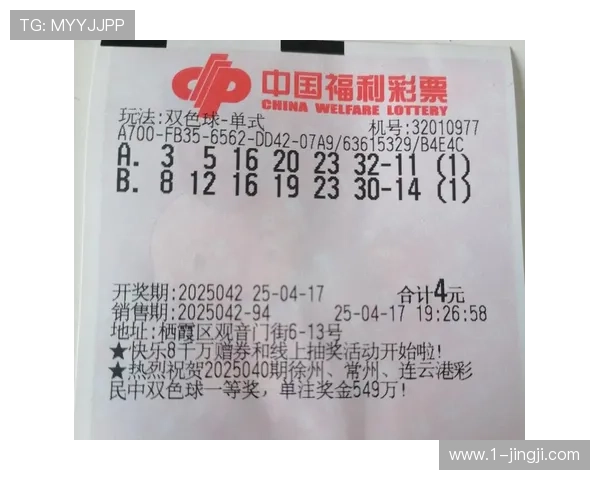 TG: MYYJJPP
中国福利彩票
CHINA WELFARE LOTTERY
玩法:双色球-单式 机号:32010977
A700-FB35-6562-DD42-07A9/63615329/B4E4C
A. 3 5 16 20 23 32-11 (1)
B. 8 12 16 19 23 30-14 (1)
开奖期:2025042 25-04-17 合计4元
销售期:2025042-94 25-04-17 19:26:58
地址:栖霞区观音门街6-13号
★快乐8千万赠券和线上抽奖活动开始啦!
★热烈祝贺2025040期徐州、常州、连云港彩
民中双色球一等奖,单注奖金549万!
www.1-jingji.com